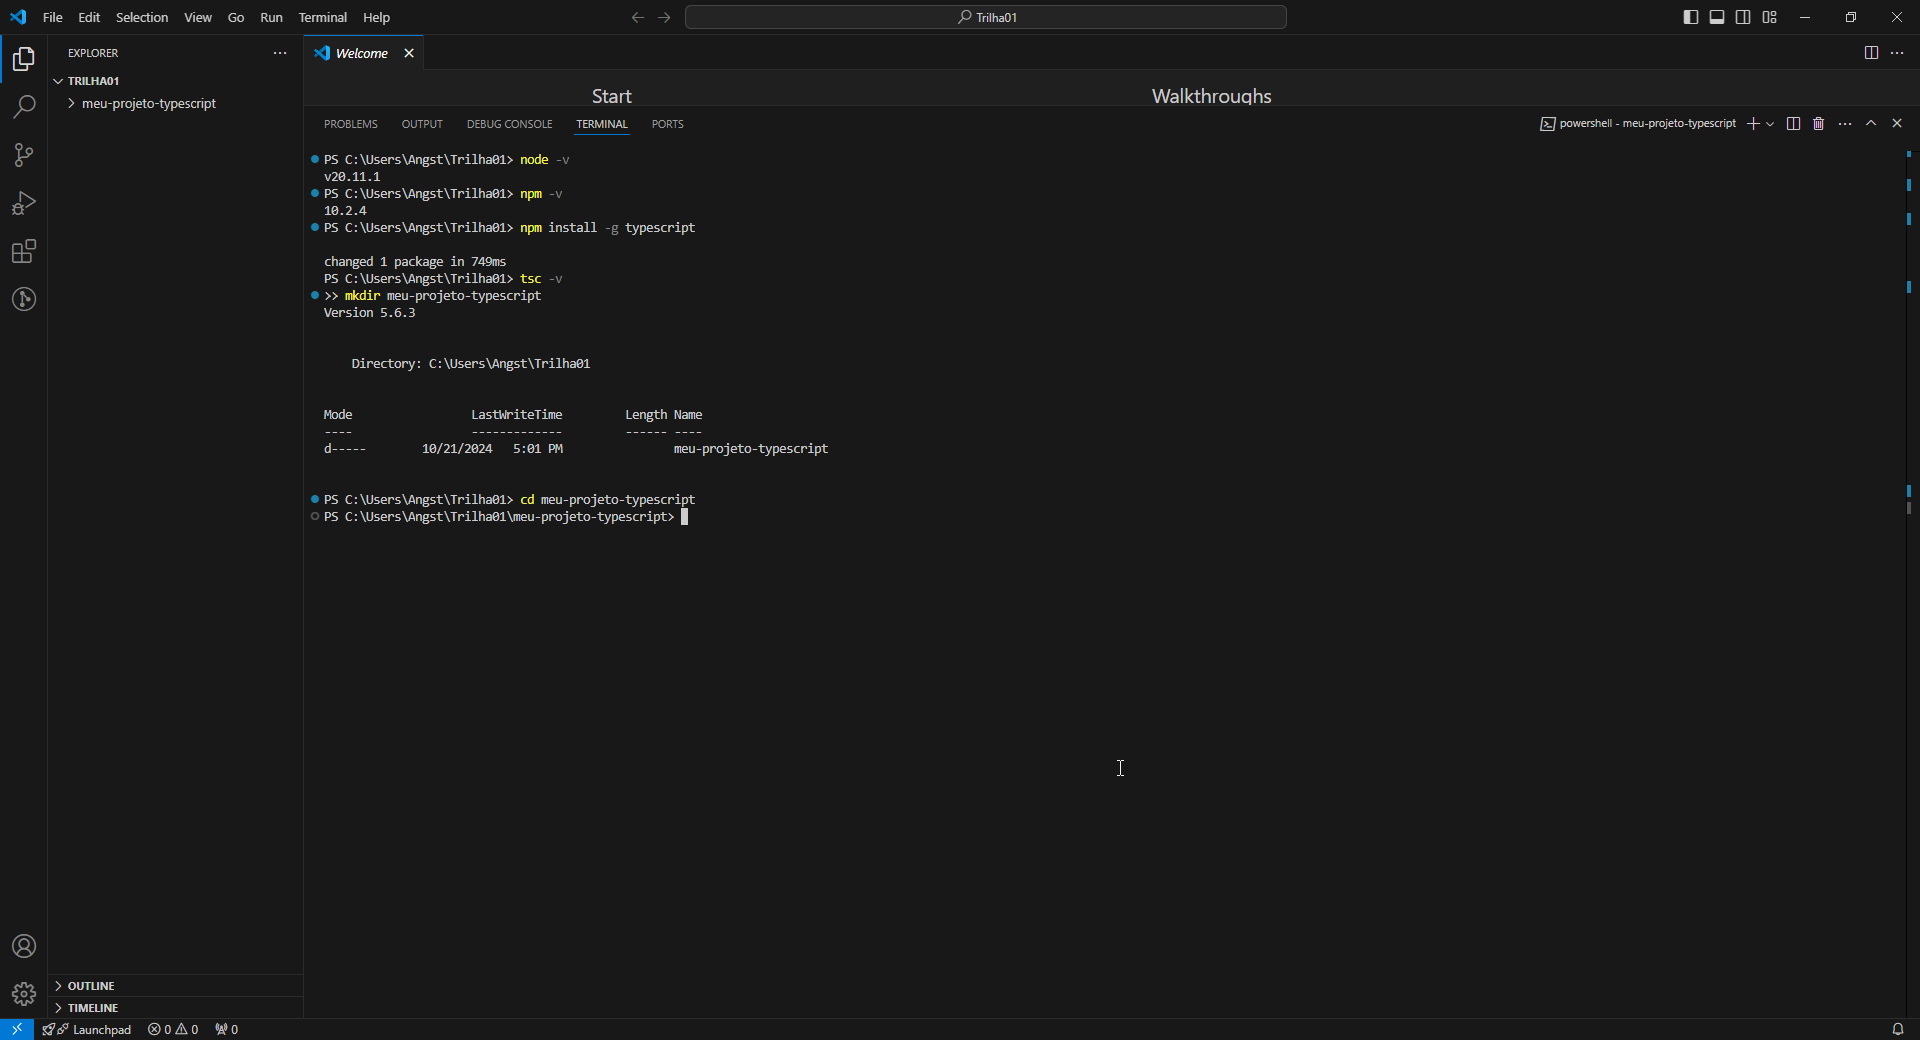 File Edit Selection View Go Run Terminal Help
Trilha01
EXPLORER
TRILHA01
meu-projeto-typescript
Welcome
Start
Walkthroughs
PROBLEMS OUTPUT DEBUG CONSOLE TERMINAL PORTS
powershell - meu-projeto-typescript
PS C:\Users\Angst\Trilha01> node -v
v20.11.1
PS C:\Users\Angst\Trilha01> npm -v
10.2.4
PS C:\Users\Angst\Trilha01> npm install -g typescript
changed 1 package in 749ms
PS C:\Users\Angst\Trilha01> tsc -v
>> mkdir meu-projeto-typescript
Version 5.6.3
Directory: C:\Users\Angst\Trilha01
Mode LastWriteTime Length Name
---- ------------- ------ ----
d----- 10/21/2024 5:01 PM meu-projeto-typescript
PS C:\Users\Angst\Trilha01> cd meu-projeto-typescript
PS C:\Users\Angst\Trilha01\meu-projeto-typescript>
OUTLINE
TIMELINE
Launchpad 0 0 0